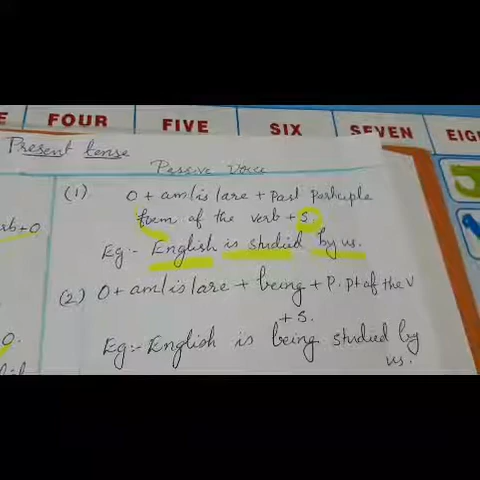 E FOUR FIVE SIX SEVEN EIG
Present tense
Passive Voice
(1) O + am/is/are + Past Participle
rb+O
form of the verb + S
Eg:- English is studied by us.
(2) O + am/is/are + being + P.Pt of the V
+ S.
O.
Eg:- English is being studied by
us.